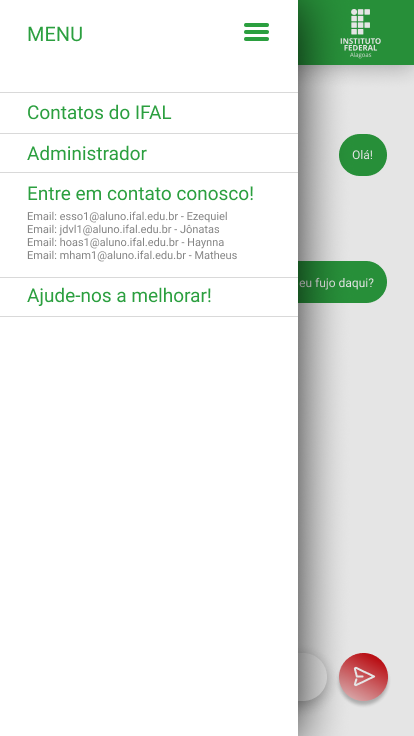 MENU
INSTITUTO
FEDERAL
Alagoas
Contatos do IFAL
Olá!
Administrador
Entre em contato conosco!
Email: esso1@aluno.ifal.edu.br - Ezequiel
Email: jdvl1@aluno.ifal.edu.br - Jônatas
Email: hoas1@aluno.ifal.edu.br - Haynna
Email: mham1@aluno.ifal.edu.br - Matheus
eu fujo daqui?
Ajude-nos a melhorar!